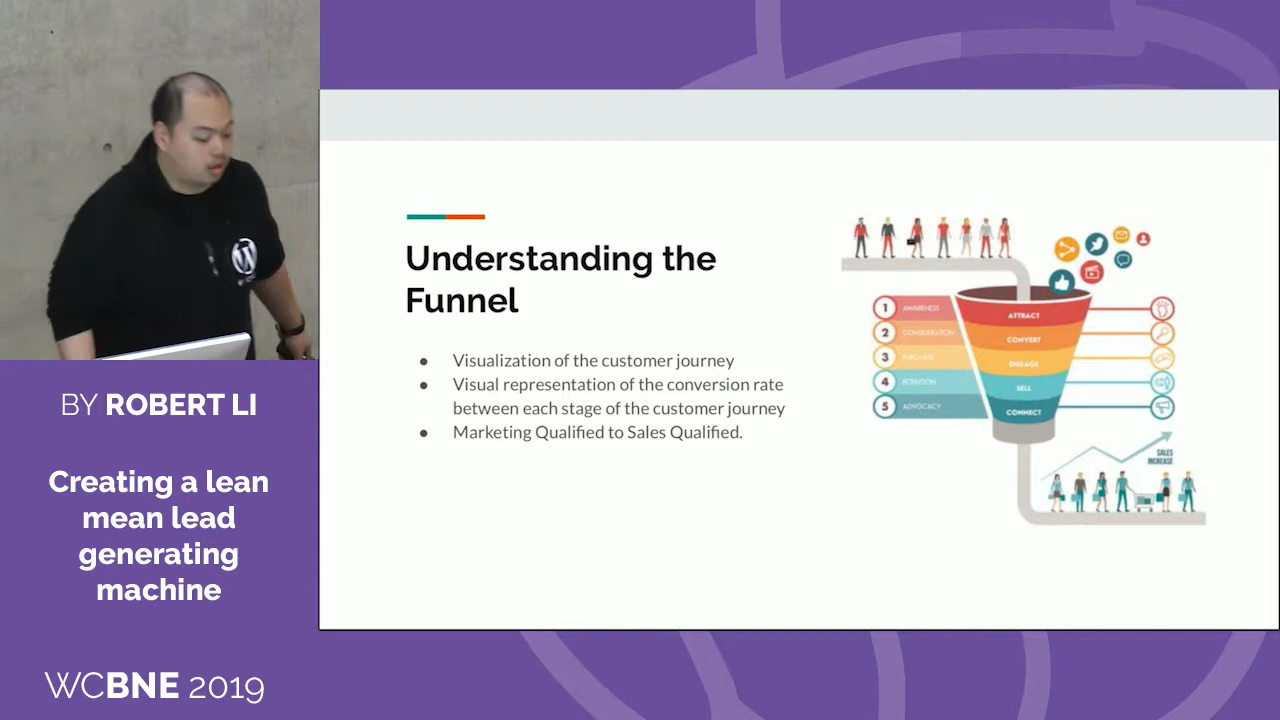 BY ROBERT LI
Creating a lean
mean lead
generating
machine
WCBNE 2019
Understanding the
Funnel
● Visualization of the customer journey
● Visual representation of the conversion rate
between each stage of the customer journey
● Marketing Qualified to Sales Qualified.
1 AWARENESS
2 CONSIDERATION
3 PURCHASE
4 RETENTION
5 ADVOCACY
ATTRACT
CONVERT
ENGAGE
SELL
CONNECT
SALES
INCREASE